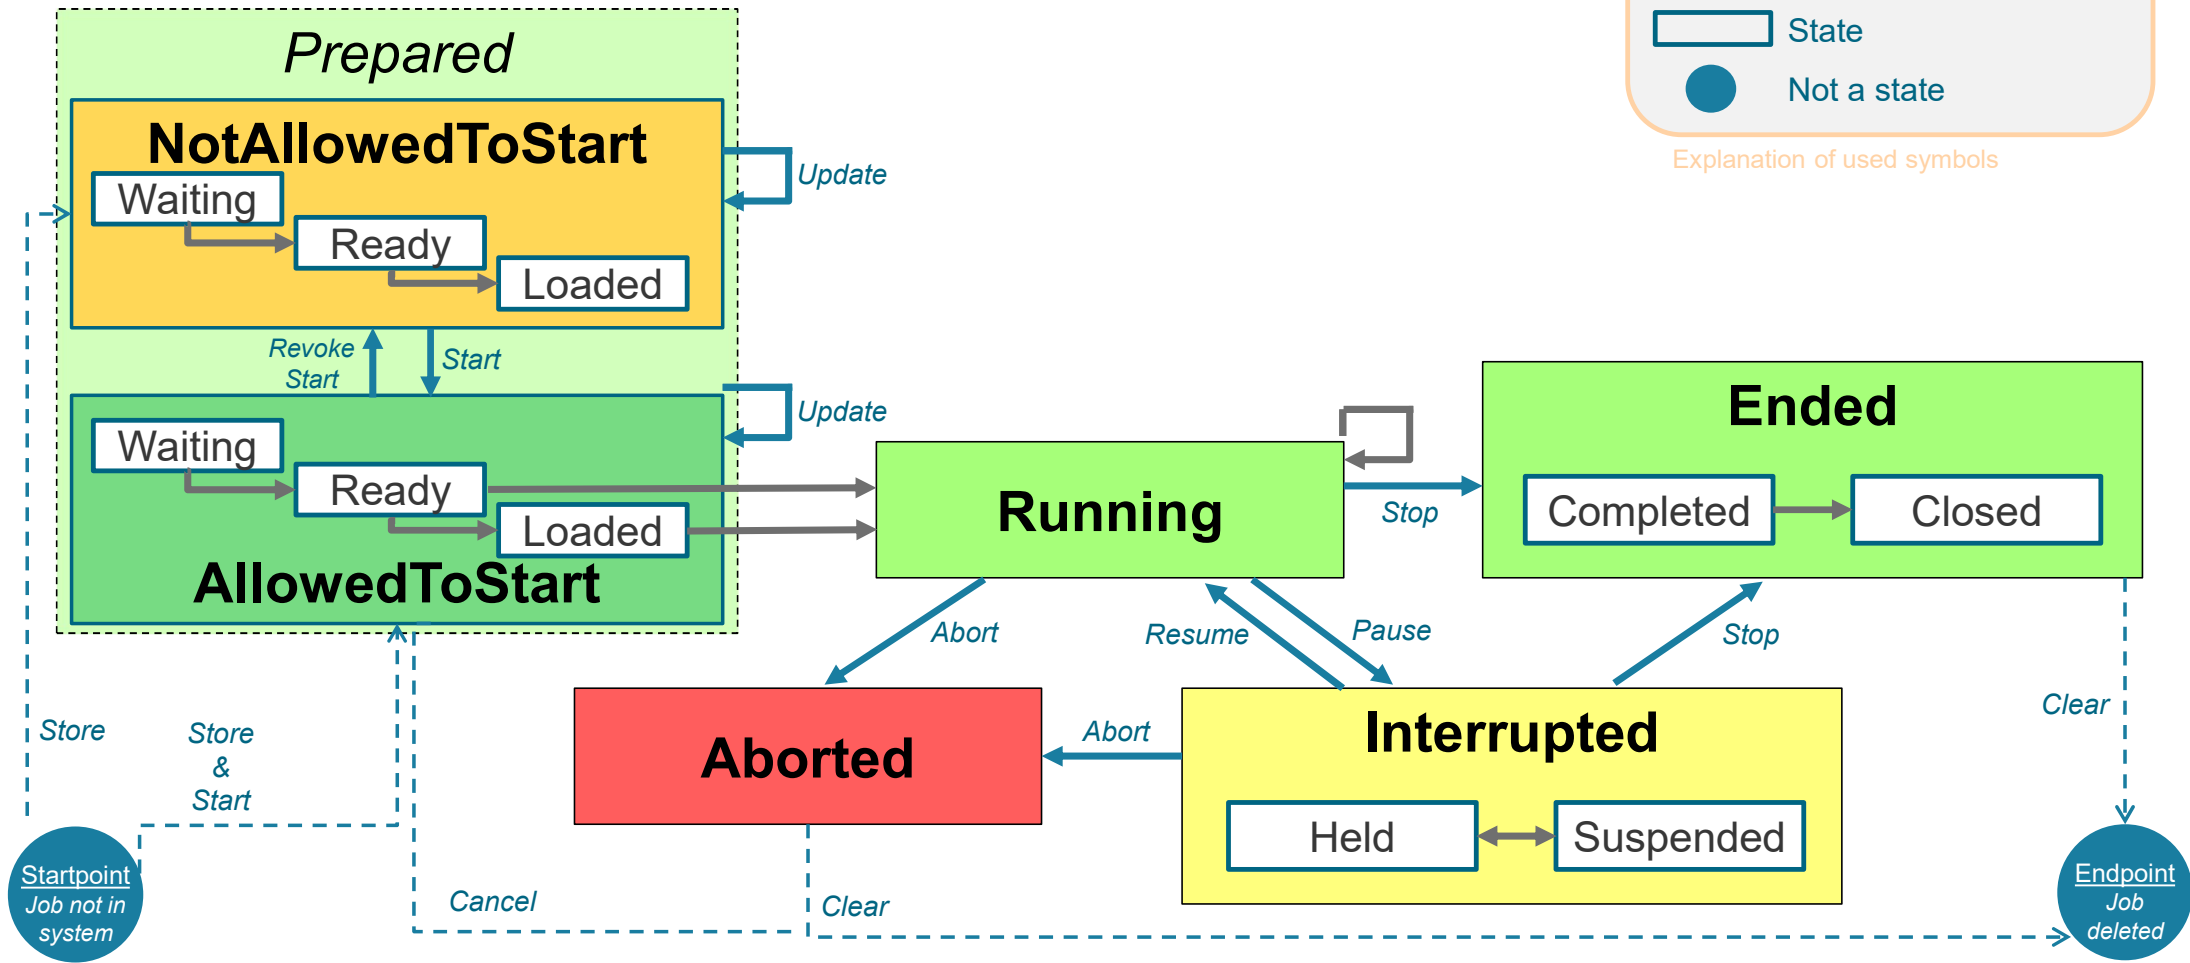 State
Not a state
Explanation of used symbols
Prepared
NotAllowedToStart
Waiting
Ready
Loaded
Update
Revoke
Start
Start
Update
Waiting
Ready
Loaded
AllowedToStart
Running
Stop
Ended
Completed
Closed
Abort
Resume
Pause
Stop
Store
Store
&
Start
Aborted
Abort
Interrupted
Held
Suspended
Clear
Startpoint
Job not in
system
Cancel
Clear
Endpoint
Job
deleted